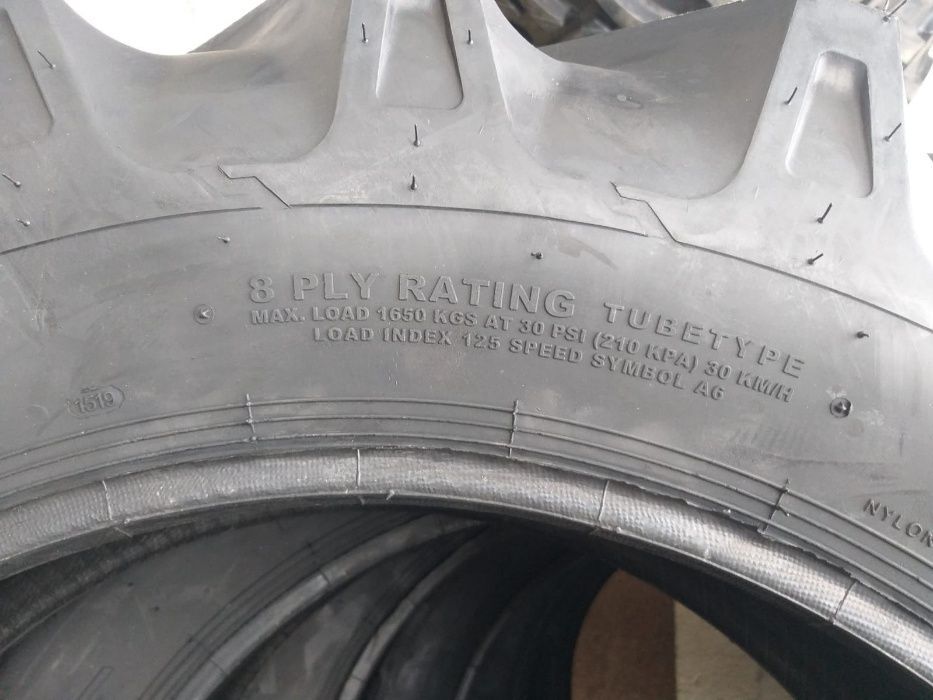 8 PLY RATING TUBETYPE
MAX. LOAD 1650 KGS AT 30 PSI (210 KPA) 30 KM/H
LOAD INDEX 125 SPEED SYMBOL A6
1519
NYLON